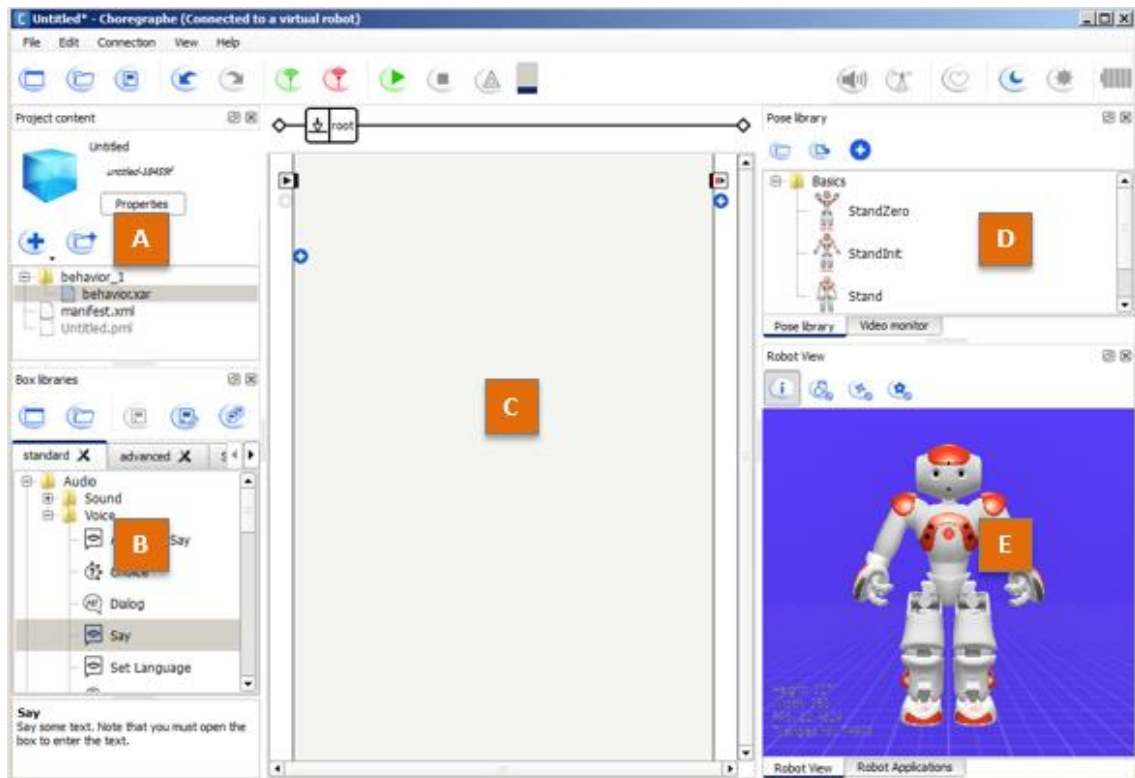 Untitled* - Choregraphe (Connected to a virtual robot)
File Edit Connection View Help
Project content
Untitled
Properties
A
behavior_1
behavior.xar
manifest.xml
Untitled.pml
Box libraries
standard advanced S
Audio
Sound
Voice
Say
B
Dialog
Say
Set Language
Say
Say some text. Note that you must open the
box to enter the text.
root
C
Pose library
Basics
StandZero
StandInit
Stand
D
Pose library Video monitor
Robot View
E
Robot View Robot Applications